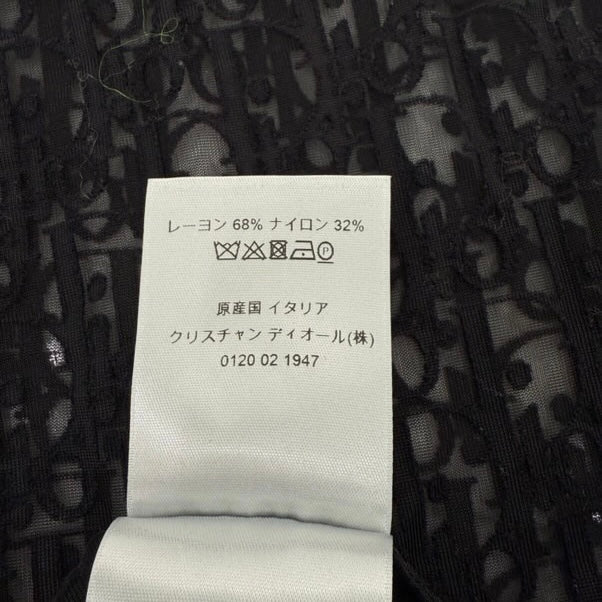 レーヨン 68% ナイロン 32%
P
原産国 イタリア
クリスチャン ディオール(株)
0120 02 1947